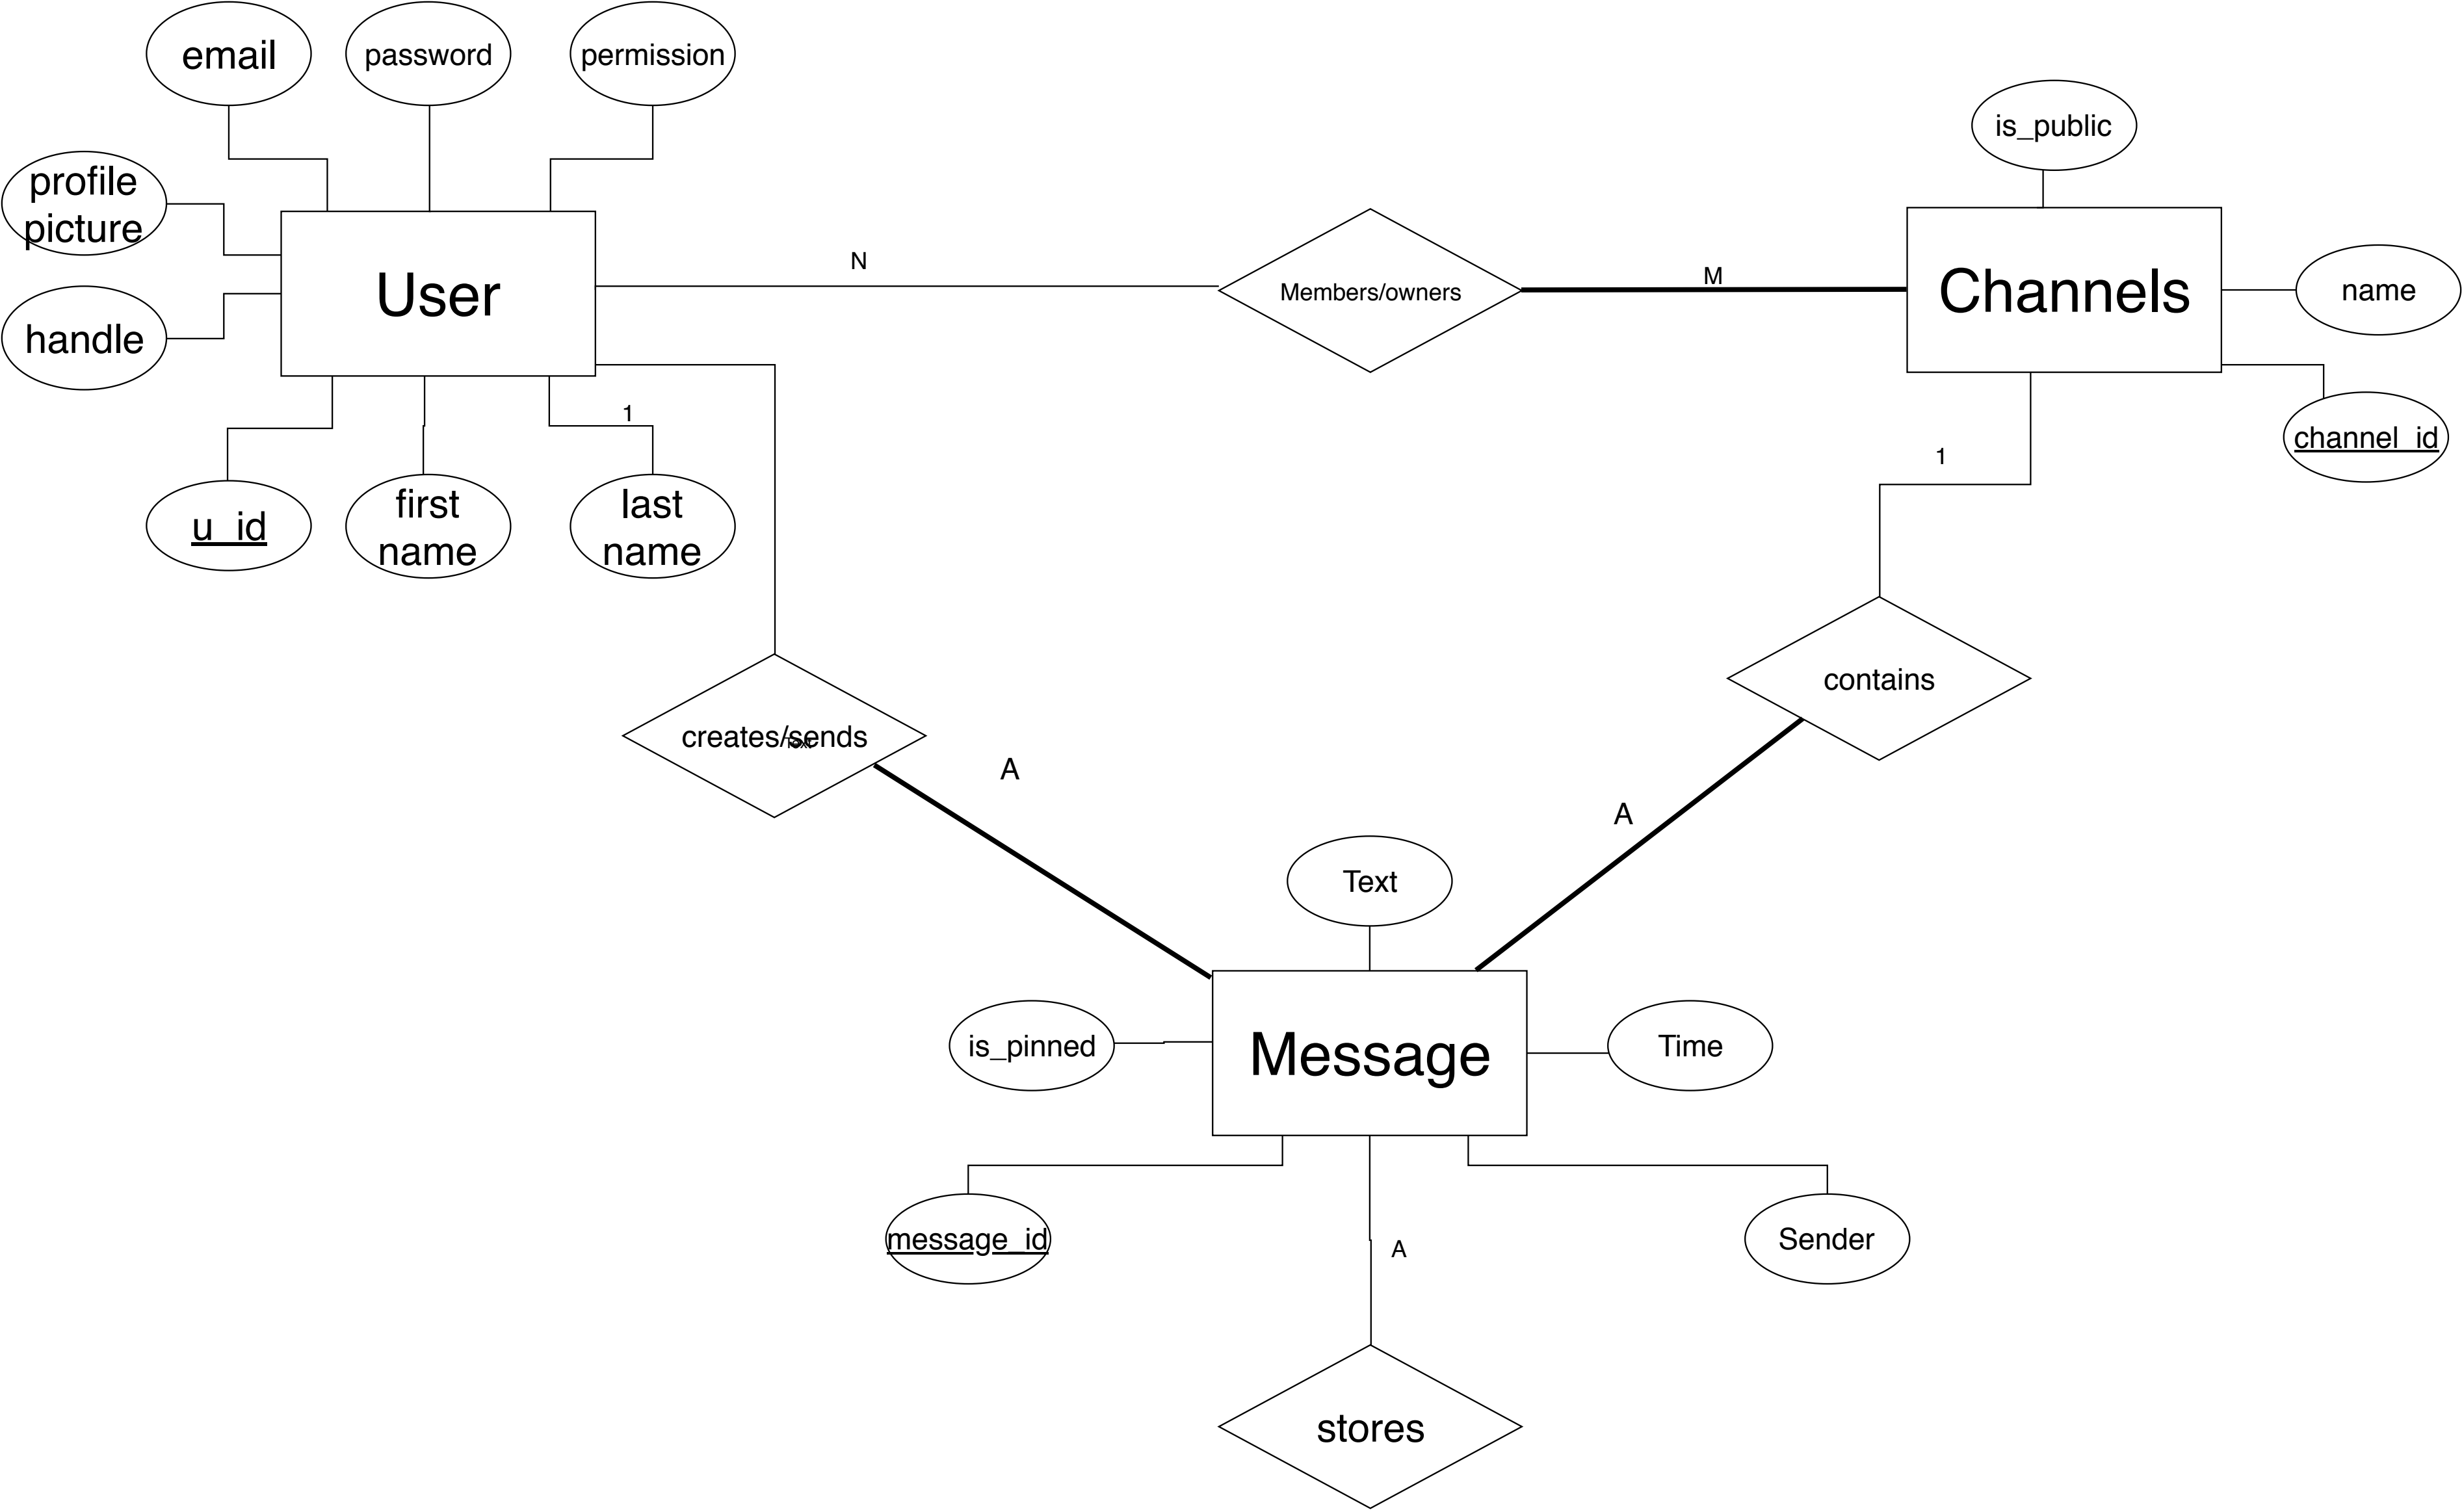 email
password
permission
is_public
profile
picture
User
N
Members/owners
M
Channels
name
handle
1
channel_id
1
u_id
first
name
last
name
contains
creates/sends
Text
A
A
Text
is_pinned
Message
Time
message_id
A
Sender
stores